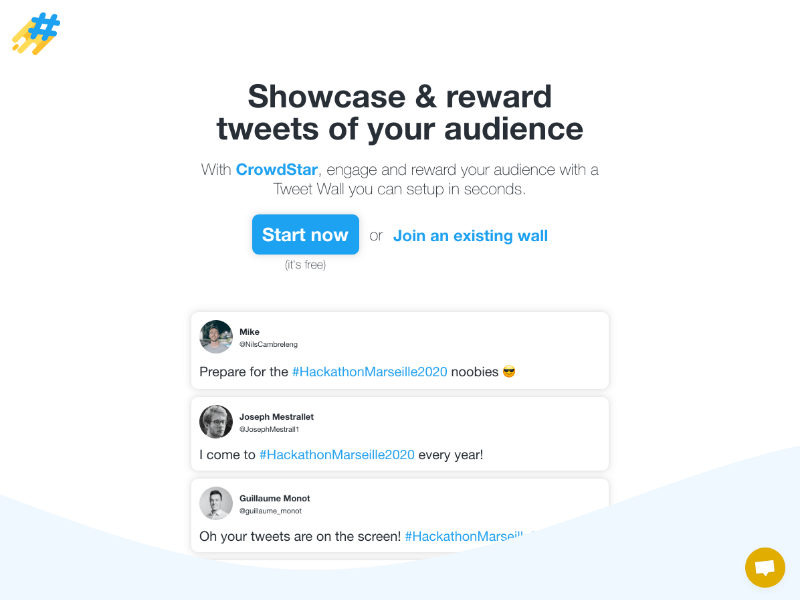 #
Showcase & reward
tweets of your audience
With CrowdStar, engage and reward your audience with a
Tweet Wall you can setup in seconds.
Start now or Join an existing wall
(it's free)
Mike
@NilsCambreleng
Prepare for the #HackathonMarseille2020 noobies 😎
Joseph Mestrallet
@JosephMestrall1
I come to #HackathonMarseille2020 every year!
Guillaume Monot
@guillaume_monot
Oh your tweets are on the screen! #HackathonMarseill